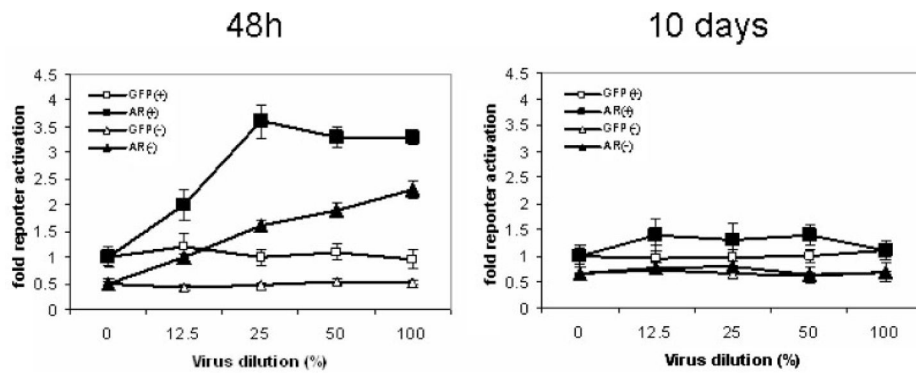 48h
4.5
4
3.5
3
2.5
2
1.5
1
0.5
0
fold reporter activation
GFP(+)
AR(+)
GFP(-)
AR(-)
0 12.5 25 50 100
Virus dilution (%)
10 days
4.5
4
3.5
3
2.5
2
1.5
1
0.5
0
fold reporter activation
GFP(+)
AR(+)
GFP(-)
AR(-)
0 12.5 25 50 100
Virus dilution (%)